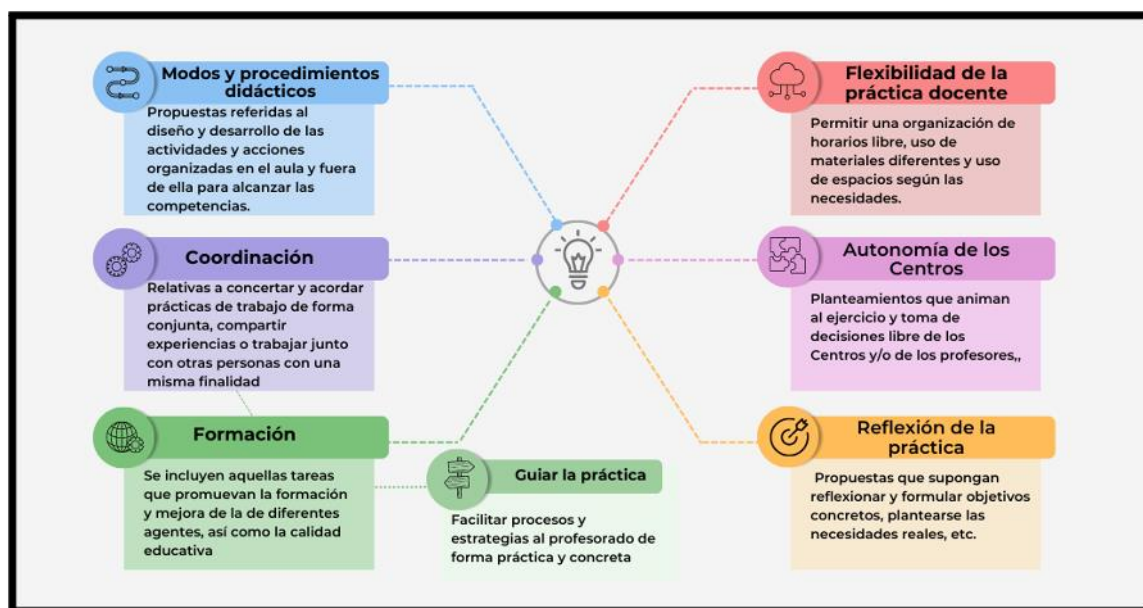 Modos y procedimientos
didácticos
Propuestas referidas al
diseño y desarrollo de las
actividades y acciones
organizadas en el aula y fuera
de ella para alcanzar las
competencias.
Coordinación
Relativas a concertar y acordar
prácticas de trabajo de forma
conjunta, compartir
experiencias o trabajar junto
con otras personas con una
misma finalidad
Formación
Se incluyen aquellas tareas
que promuevan la formación
y mejora de la de diferentes
agentes, así como la calidad
educativa
Guiar la práctica
Facilitar procesos y
estrategias al profesorado de
forma práctica y concreta
Flexibilidad de la
práctica docente
Permitir una organización de
horarios libre, uso de
materiales diferentes y uso
de espacios según las
necesidades.
Autonomía de los
Centros
Planteamientos que animan
al ejercicio y toma de
decisiones libre de los
Centros y/o de los profesores,,
Reflexión de la
práctica
Propuestas que supongan
reflexionar y formular objetivos
concretos, plantearse las
necesidades reales, etc.